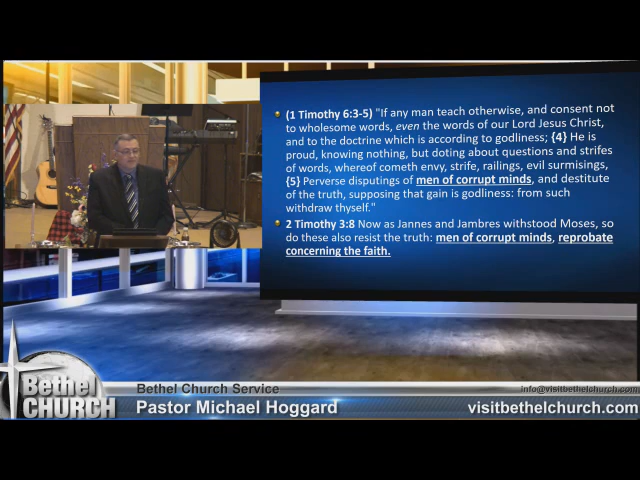 (1 Timothy 6:3-5) "If any man teach otherwise, and consent not
to wholesome words, even the words of our Lord Jesus Christ,
and to the doctrine which is according to godliness; {4} He is
proud, knowing nothing, but doting about questions and strifes
of words, whereof cometh envy, strife, railings, evil surmisings,
{5} Perverse disputings of men of corrupt minds, and destitute
of the truth, supposing that gain is godliness: from such
withdraw thyself."
2 Timothy 3:8 Now as Jannes and Jambres withstood Moses, so
do these also resist the truth: men of corrupt minds, reprobate
concerning the faith.
Bethel
CHURCH
Bethel Church Service
info@visitbethelchurch.com
Pastor Michael Hoggard
visitbethelchurch.com